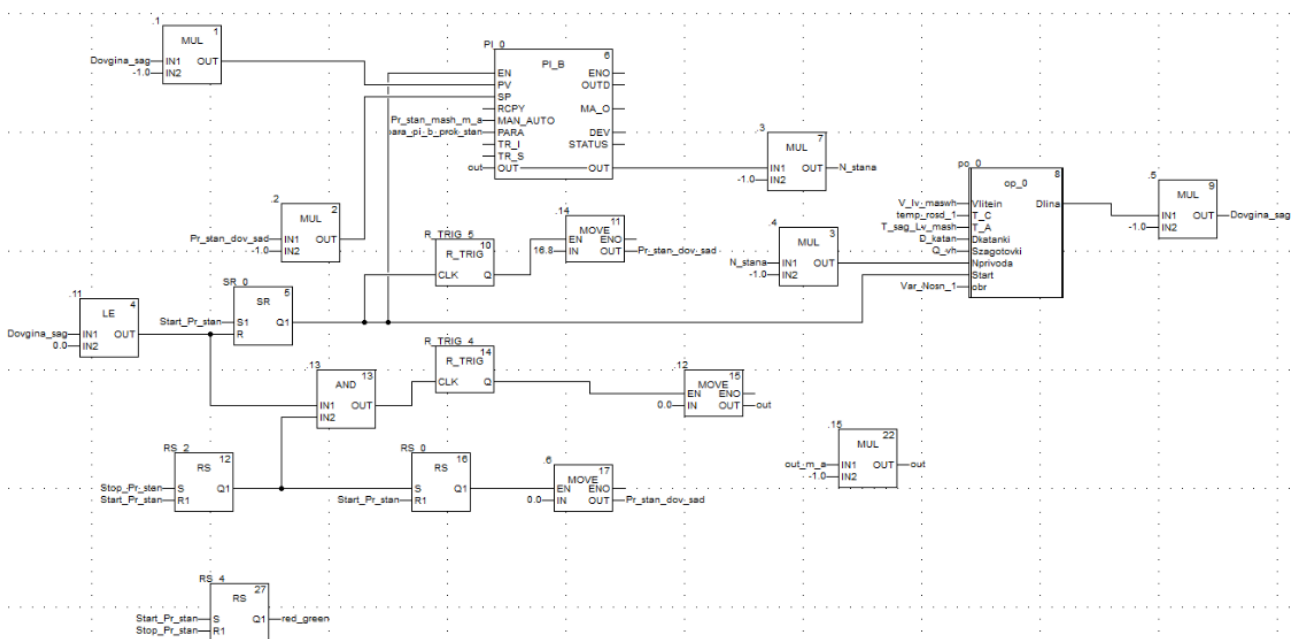 .1
1
MUL
Dovgina_sag IN1 OUT
-1.0 IN2
PI_0
6
PI_B
EN ENO
PV OUTD
SP
RCPY MA_O
Pr_stan_mash_m_a MAN_AUTO
para_pi_b_prok_stan PARA DEV
TR_I STATUS
TR_S
out OUT OUT
.3
7
MUL
IN1 OUT N_stana
-1.0 IN2
po_0
8
op_0
V_lv_maswh Vlitein Dlina
temp_rosd_1 T_C
T_sag_Lv_mash T_A
D_katan Dkatanki
Q_vh Szagotovki
Nprivoda
Start
Var_Nosn_1 obr
.5
9
MUL
IN1 OUT Dovgina_sag
-1.0 IN2
.2
2
MUL
Pr_stan_dov_sad IN1 OUT
-1.0 IN2
R_TRIG_5
10
R_TRIG
CLK Q
.14
11
MOVE
EN ENO
16.8 IN OUT Pr_stan_dov_sad
.4
3
MUL
N_stana IN1 OUT
-1.0 IN2
.11
4
LE
Dovgina_sag IN1 OUT
0.0 IN2
SR_0
5
SR
Start_Pr_stan S1 Q1
R
.13
13
AND
IN1 OUT
IN2
R_TRIG_4
14
R_TRIG
CLK Q
.12
15
MOVE
EN ENO
0.0 IN OUT out
.15
22
MUL
out_m_a IN1 OUT out
-1.0 IN2
RS_2
12
RS
Stop_Pr_stan S Q1
Start_Pr_stan R1
RS_0
16
RS
S Q1
Start_Pr_stan R1
.6
17
MOVE
EN ENO
0.0 IN OUT Pr_stan_dov_sad
RS_4
27
RS
Start_Pr_stan S Q1 red_green
Stop_Pr_stan R1